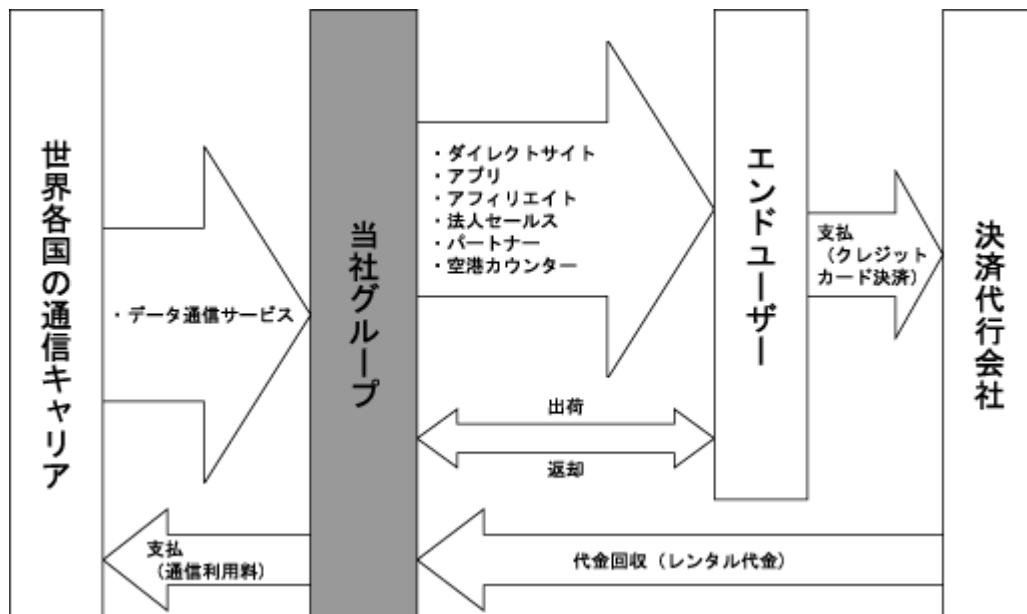 世界各国の通信キャリア
・データ通信サービス
支払
（通信利用料）
当社グループ
・ダイレクトサイト
・アプリ
・アフィリエイト
・法人セールス
・パートナー
・空港カウンター
出荷
返却
代金回収（レンタル代金）
エンドユーザー
支払
（クレジット
カード決済）
決済代行会社